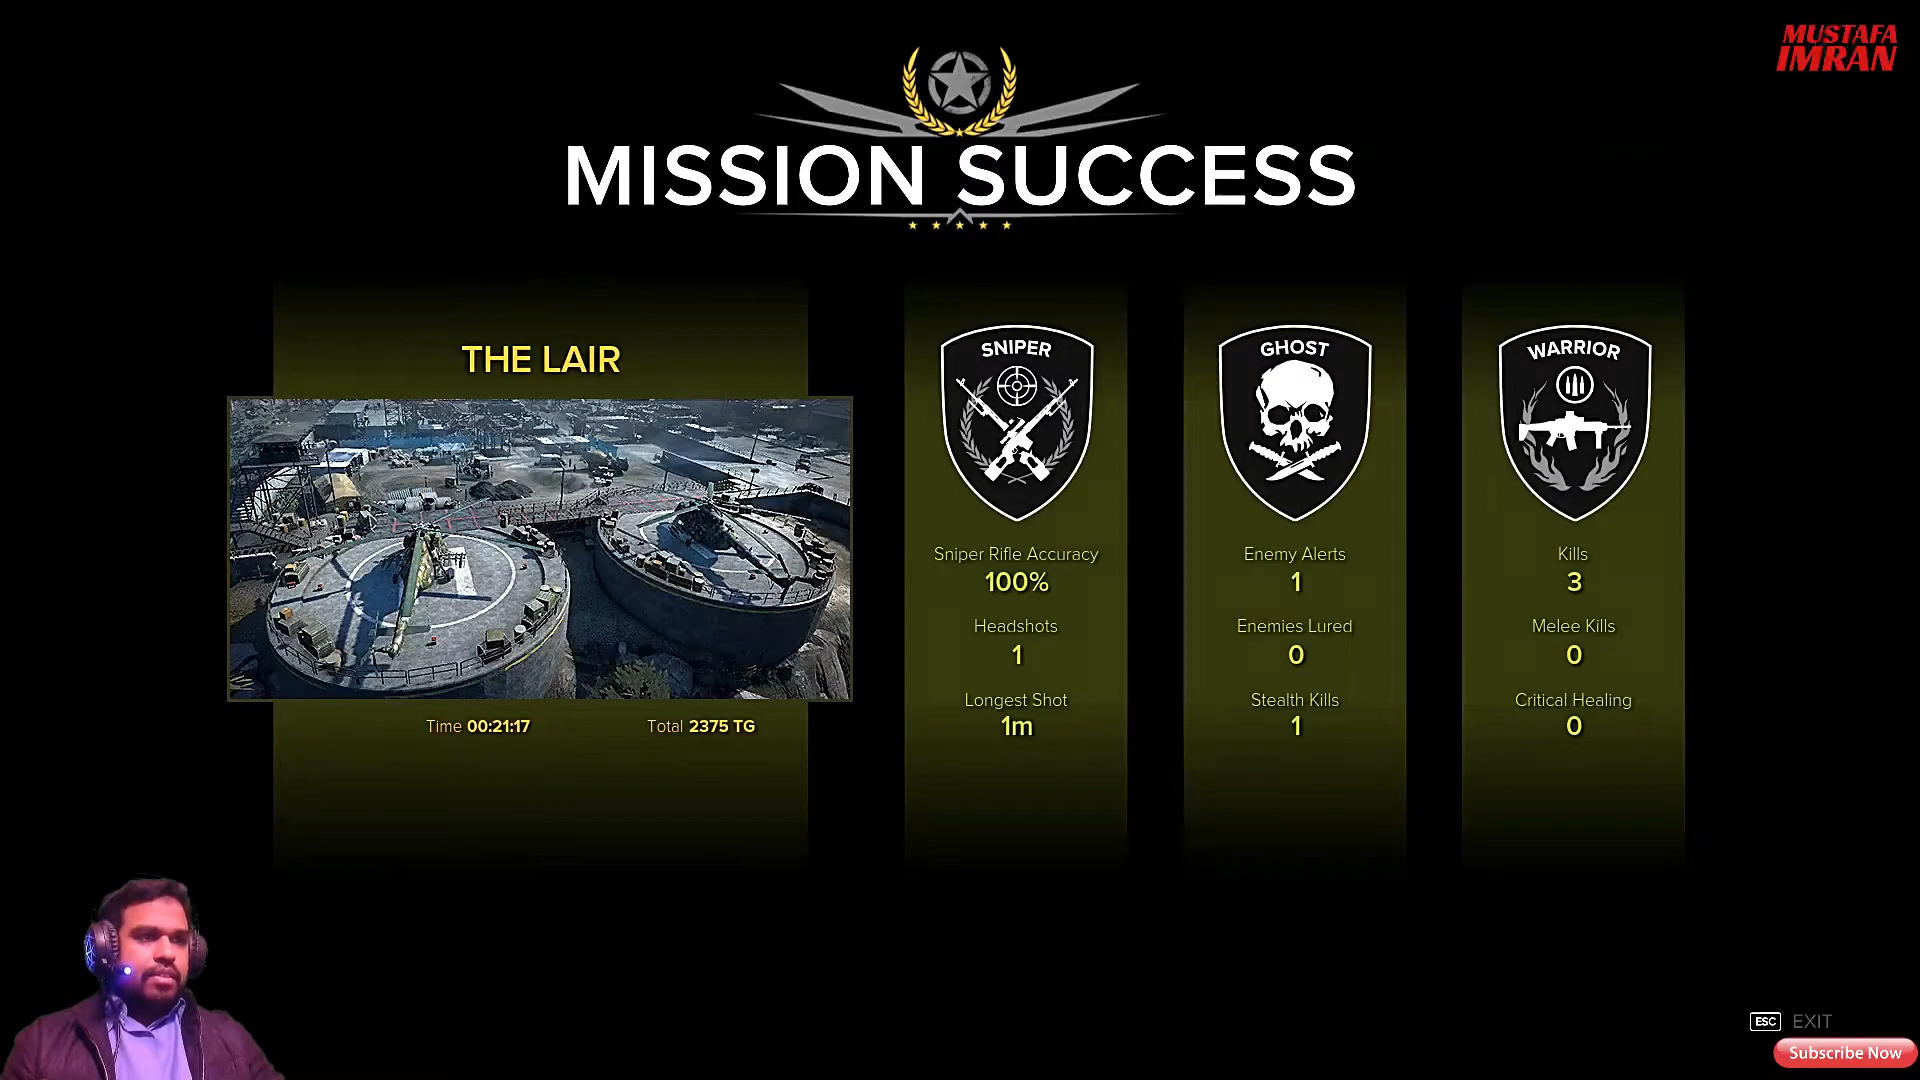 MUSTAFA
IMRAN
MISSION SUCCESS
THE LAIR
Time 00:21:17
Total 2375 TG
SNIPER
Sniper Rifle Accuracy
100%
Headshots
1
Longest Shot
1m
GHOST
Enemy Alerts
1
Enemies Lured
0
Stealth Kills
1
WARRIOR
Kills
3
Melee Kills
0
Critical Healing
0
ESC EXIT
Subscribe Now